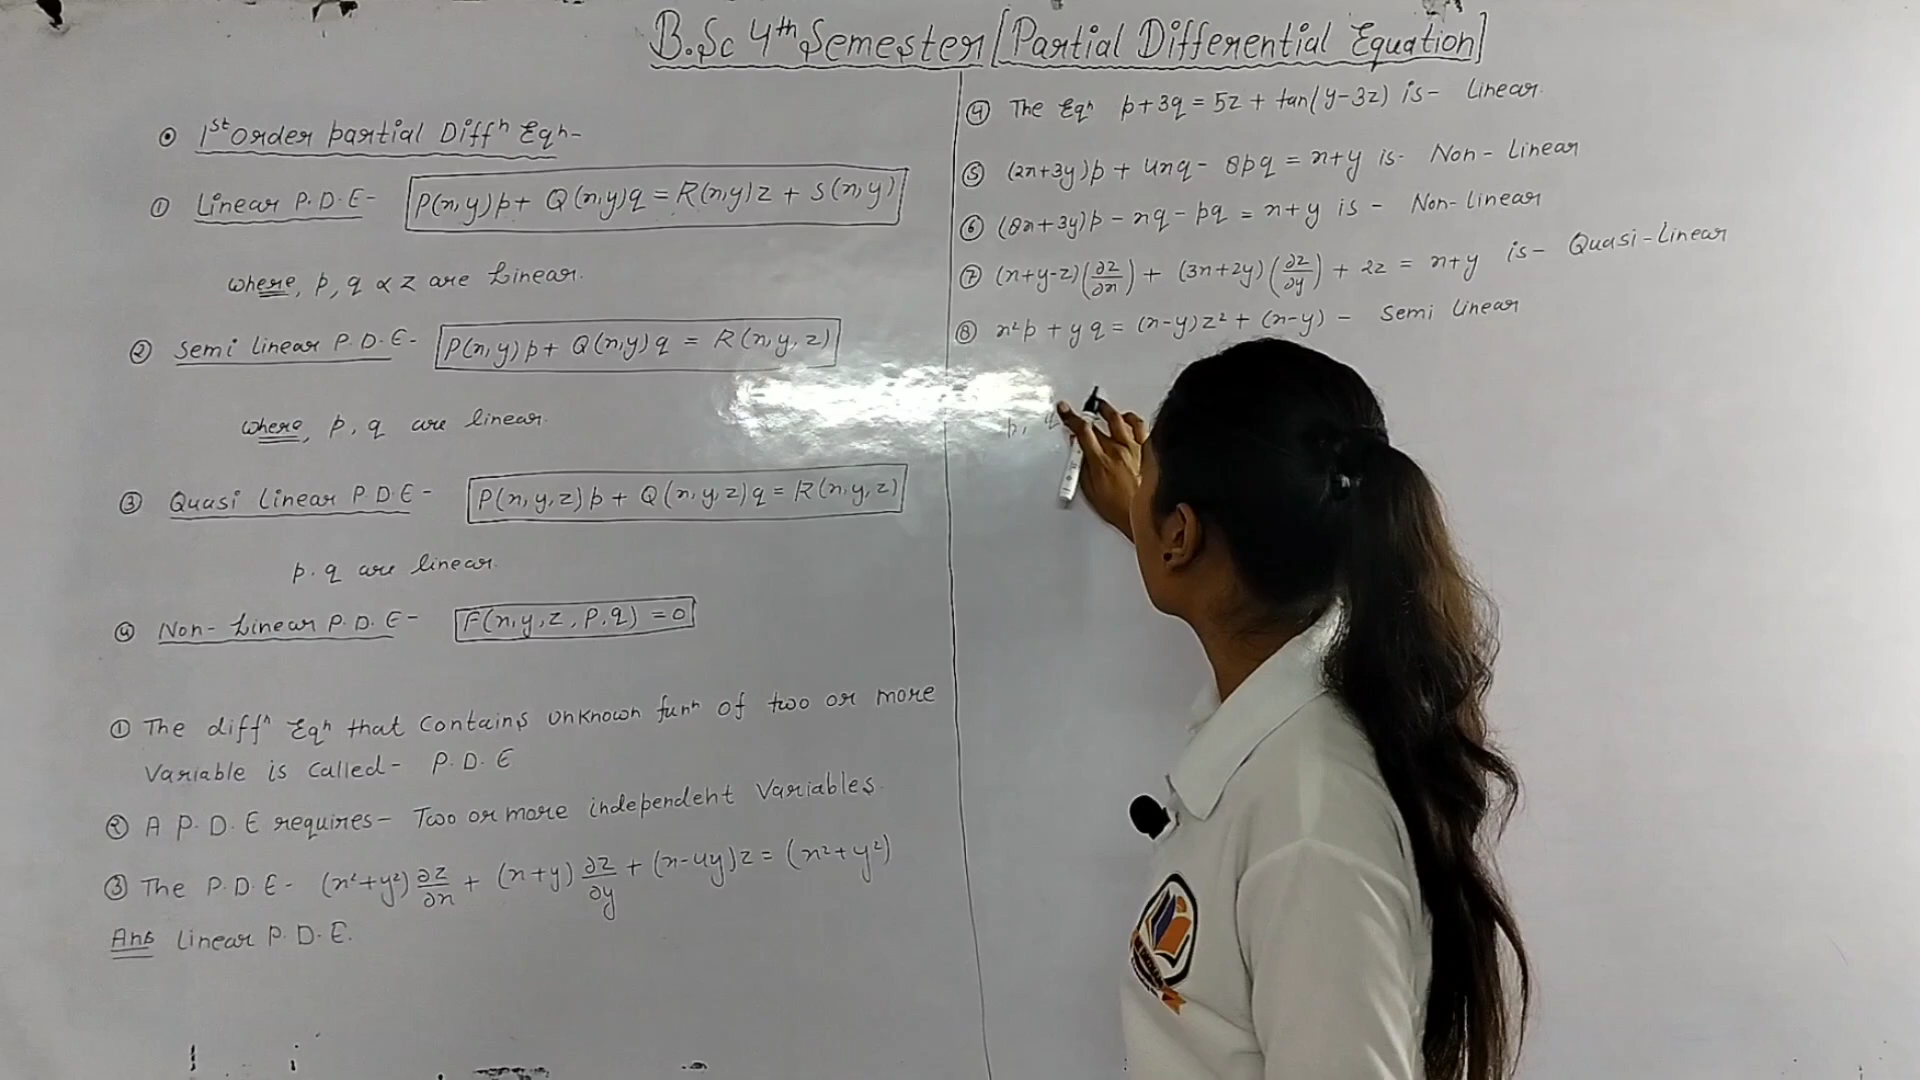 B.Sc 4th Semester [Partial Differential Equation]
⊙ 1st Order partial Diffn Eqn-
① Linear P.D.E- P(x,y)p + Q(x,y)q = R(x,y)z + S(x,y)
where, p, q & z are Linear.
② Semi linear P.D.E- P(x,y)p + Q(x,y)q = R(x,y,z)
where, p, q are linear.
③ Quasi Linear P.D.E - P(x,y,z)p + Q(x,y,z)q = R(x,y,z)
p.q are linear.
④ Non-Linear P.D.E - F(x,y,z,P,q) = 0
① The diffn Eqn that Contains Unknown funn of two or more
Variable is Called- P.D.E
② A P.D.E requires- Two or more independent Variables.
③ The P.D.E- (x²+y²) ∂z/∂x + (x+y) ∂z/∂y + (x-4y)z = (x²+y²)
Ans Linear P.D.E.
④ The Eqn p+3q = 5z + tan(y-3z) is- Linear.
⑤ (2x+3y)p + 4xq - 8pq = x+y is- Non-Linear
⑥ (8x+3y)p - xq - pq = x+y is - Non-linear
⑦ (x+y-z)(∂z/∂x) + (3x+2y)(∂z/∂y) + 2z = x+y is- Quasi-Linear
⑧ x²p + yq = (x-y)z² + (x-y) - Semi Linear
p, q